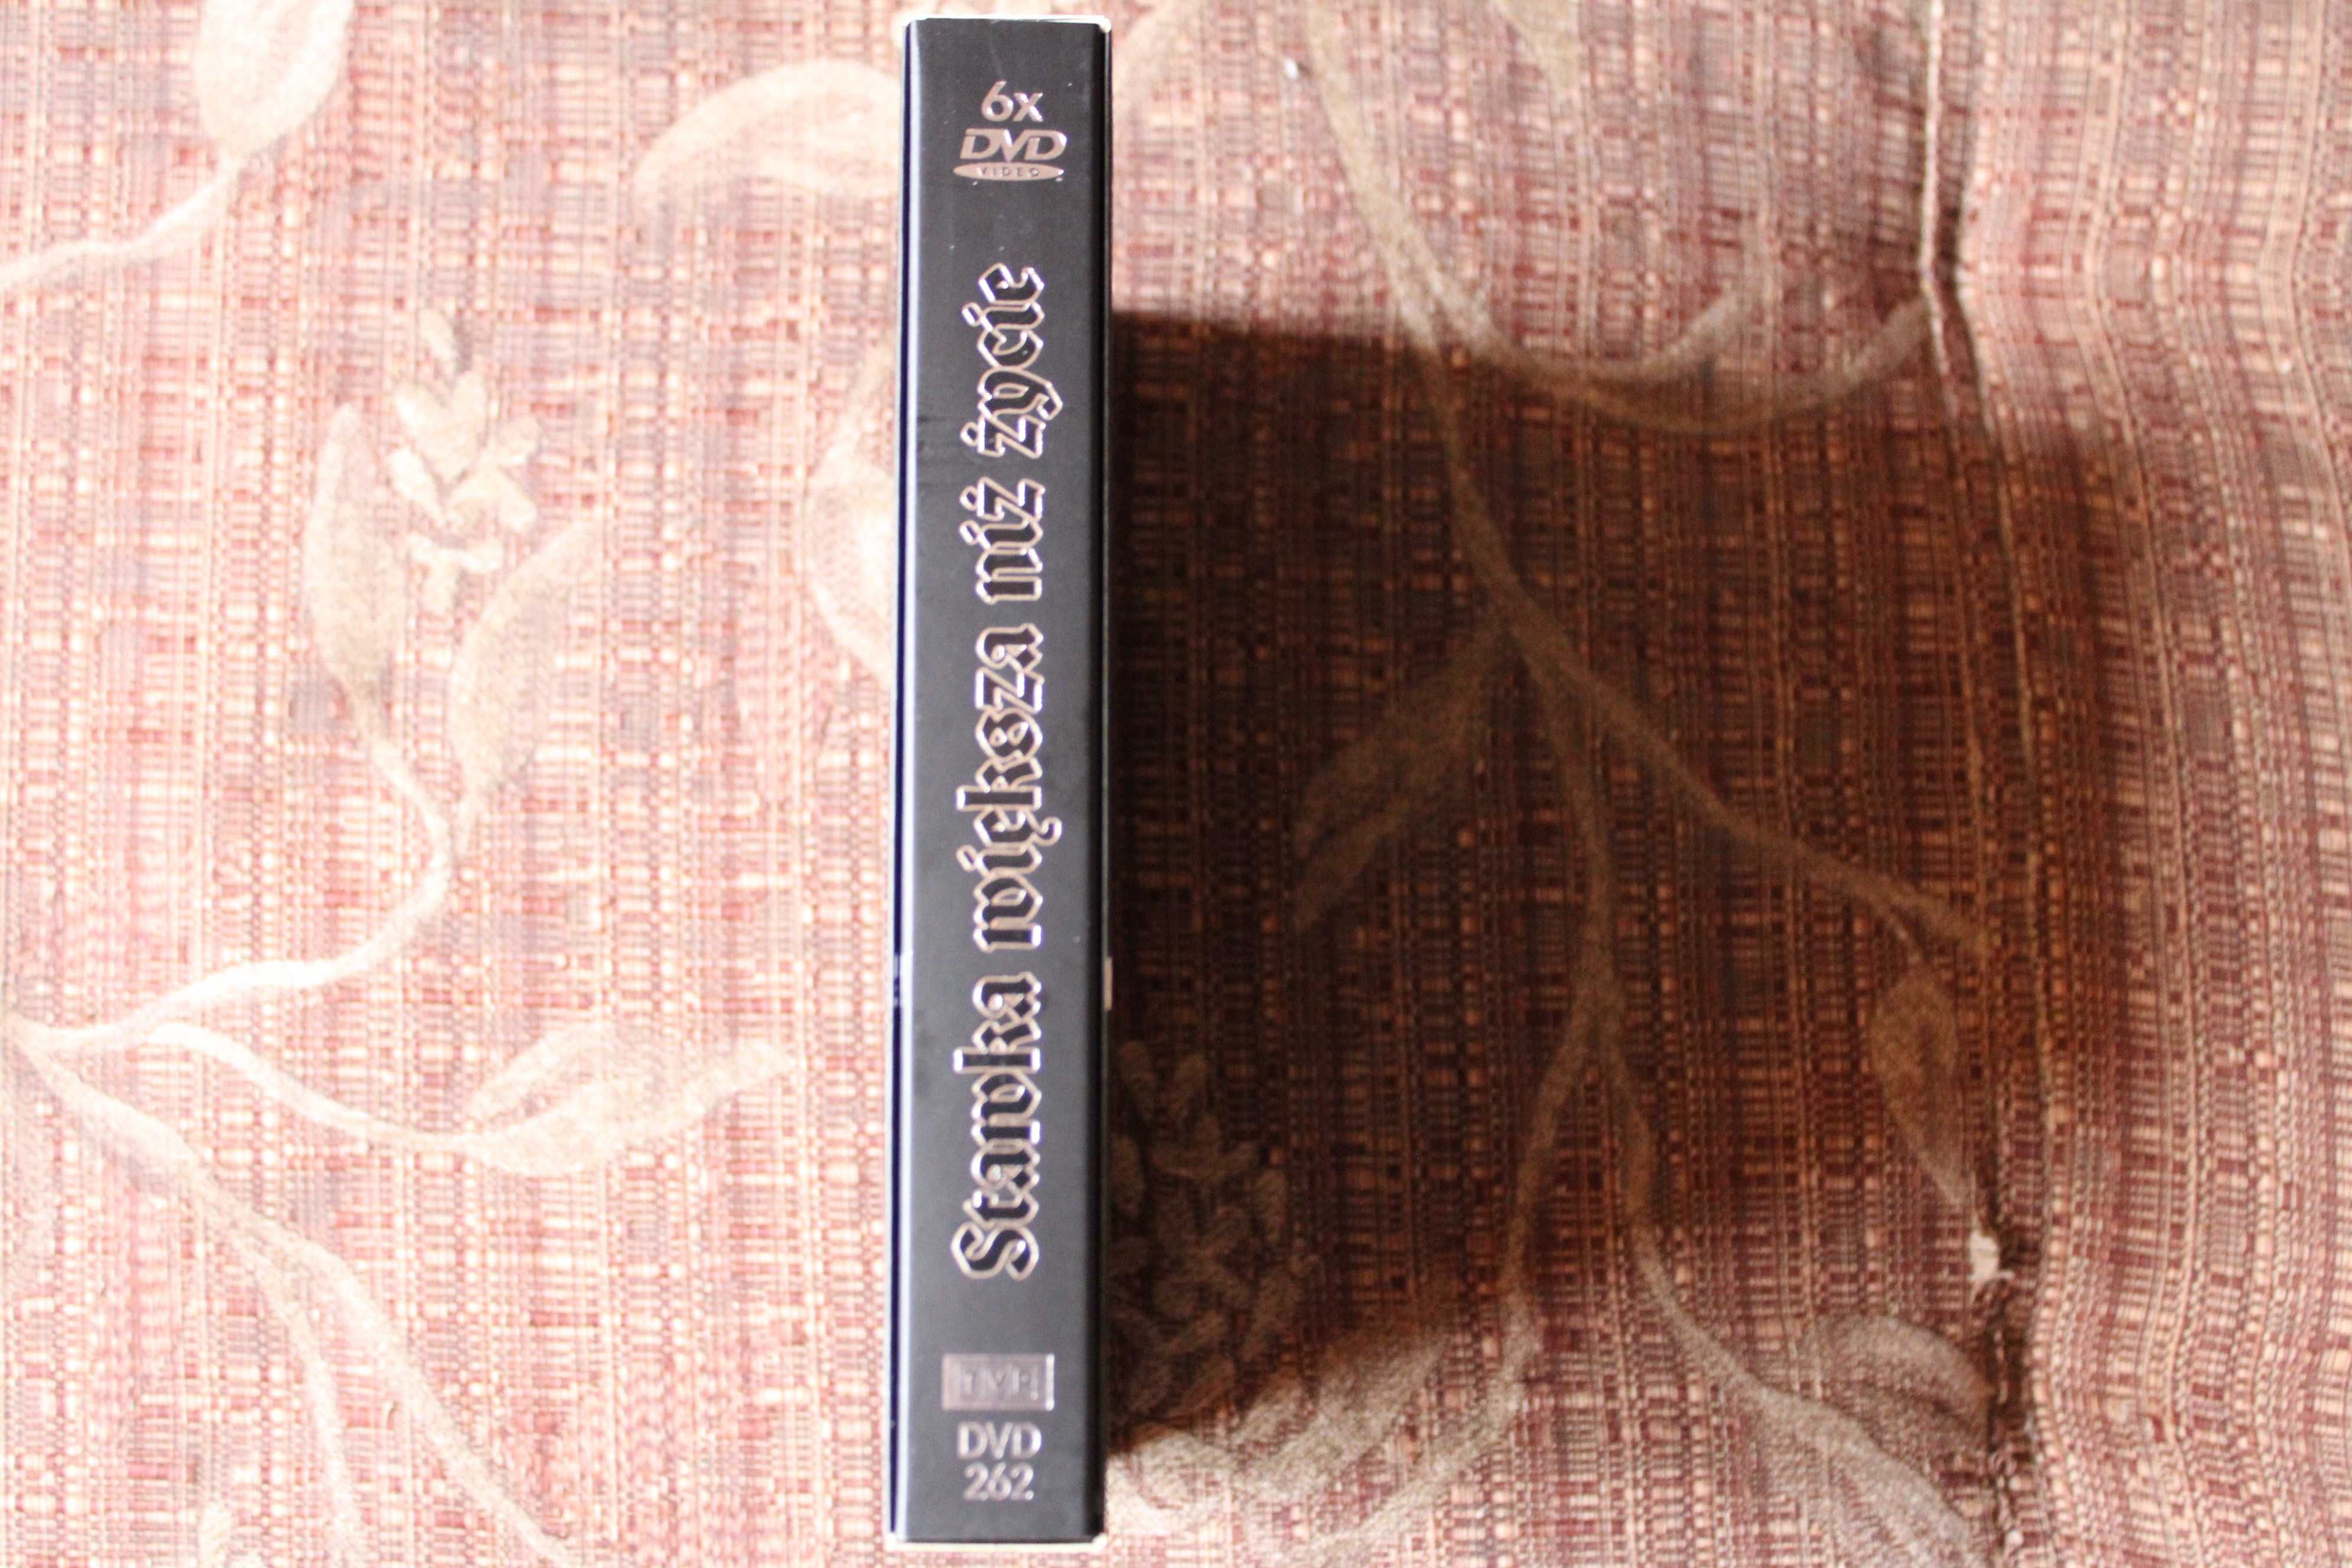 6x
DVD
VIDEO
Stawka większa niż życie
TVP
DVD
262